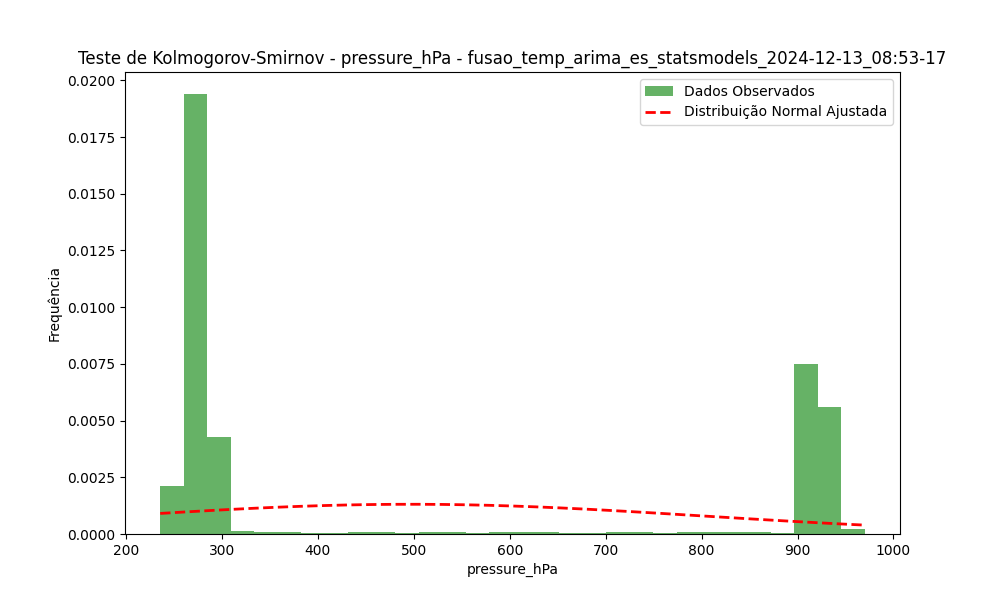 Teste de Kolmogorov-Smirnov - pressure_hPa - fusao_temp_arima_es_statsmodels_2024-12-13_08:53-17
Dados Observados
Distribuição Normal Ajustada
Frequência
0.0200
0.0175
0.0150
0.0125
0.0100
0.0075
0.0050
0.0025
0.0000
200 300 400 500 600 700 800 900 1000
pressure_hPa